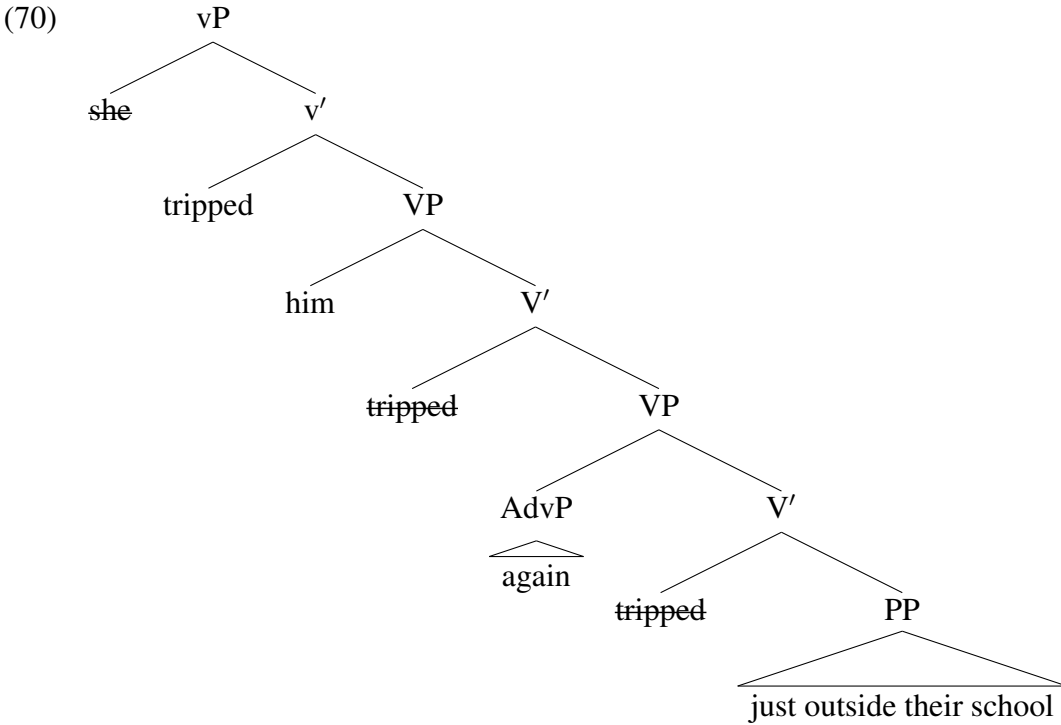 (70) vP
she v′
tripped VP
him V′
tripped VP
AdvP V′
again
tripped PP
just outside their school